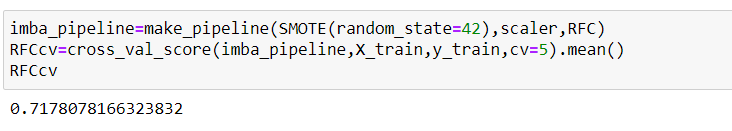 imba_pipeline=make_pipeline(SMOTE(random_state=42),scaler,RFC)
RFCcv=cross_val_score(imba_pipeline,X_train,y_train,cv=5).mean()
RFCcv
0.7178078166323832